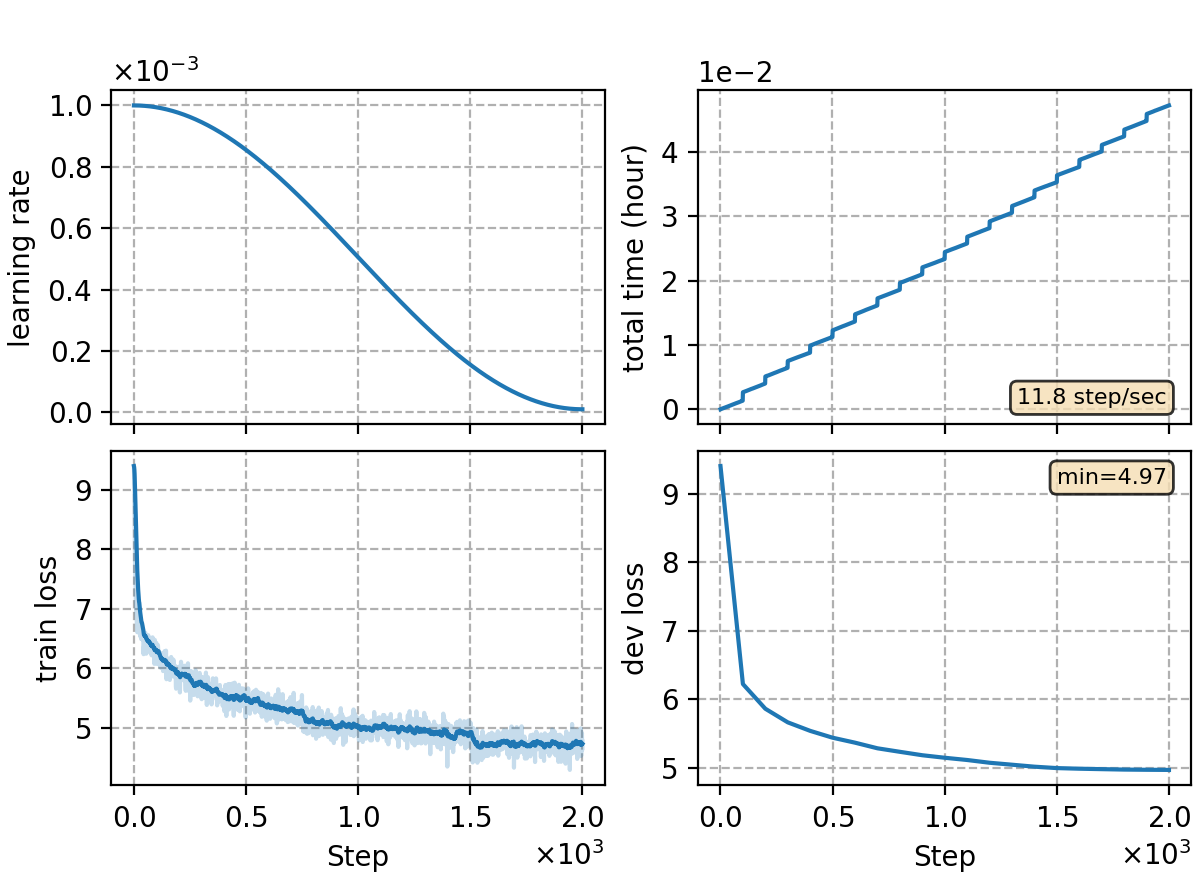 ×10⁻³
1.0
0.8
0.6
0.4
0.2
0.0
learning rate
1e−2
4
3
2
1
0
total time (hour)
11.8 step/sec
9
8
7
6
5
train loss
0.0 0.5 1.0 1.5 2.0
Step
×10³
9
8
7
6
5
dev loss
min=4.97
0.0 0.5 1.0 1.5 2.0
Step
×10³